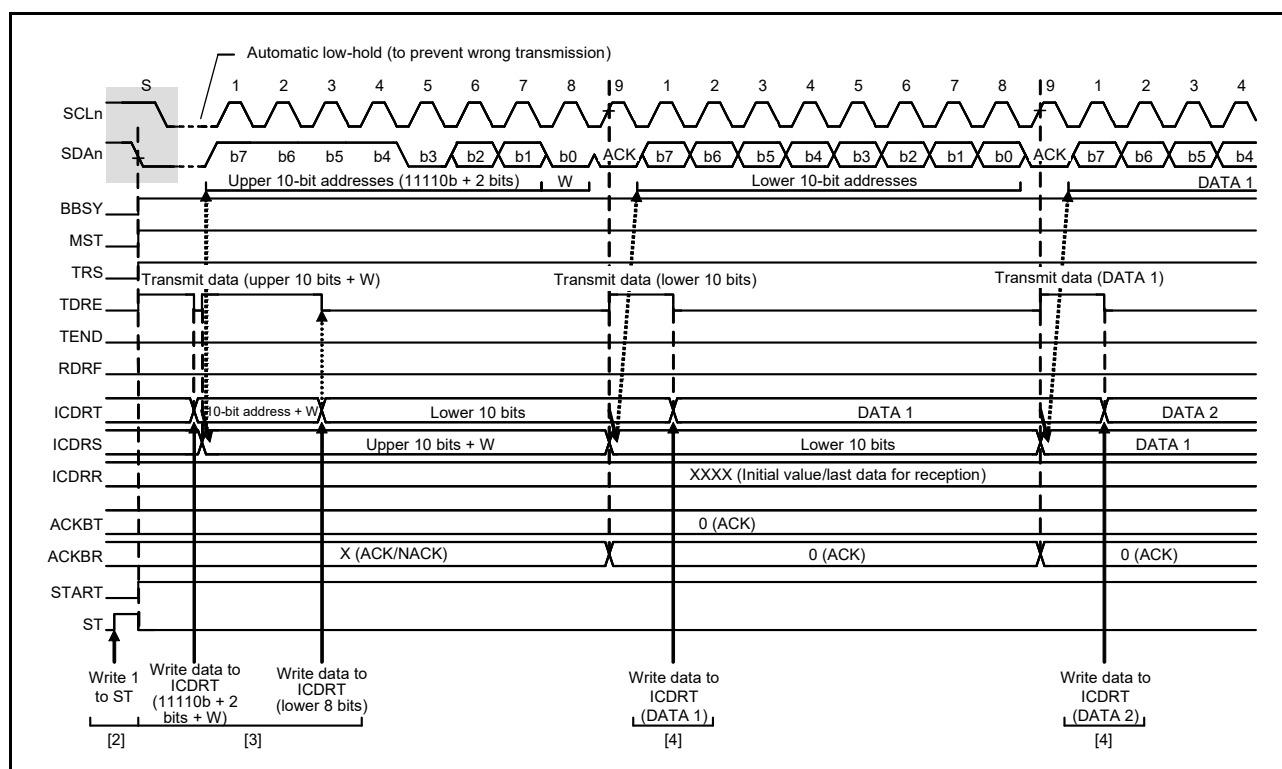 Automatic low-hold (to prevent wrong transmission)
S 1 2 3 4 5 6 7 8 9 1 2 3 4 5 6 7 8 9 1 2 3 4
SCLn
SDAn b7 b6 b5 b4 b3 b2 b1 b0 ACK b7 b6 b5 b4 b3 b2 b1 b0 ACK b7 b6 b5 b4
Upper 10-bit addresses (11110b + 2 bits) W Lower 10-bit addresses DATA 1
BBSY
MST
TRS
Transmit data (upper 10 bits + W) Transmit data (lower 10 bits) Transmit data (DATA 1)
TDRE
TEND
RDRF
ICDRT 10-bit address + W Lower 10 bits DATA 1 DATA 2
ICDRS Upper 10 bits + W Lower 10 bits DATA 1
ICDRR XXXX (Initial value/last data for reception)
ACKBT 0 (ACK)
ACKBR X (ACK/NACK) 0 (ACK) 0 (ACK)
START
ST
Write 1
to ST
Write data to
ICDRT
(11110b + 2
bits + W)
Write data to
ICDRT
(lower 8 bits)
Write data to
ICDRT
(DATA 1)
Write data to
ICDRT
(DATA 2)
[2] [3] [4] [4]